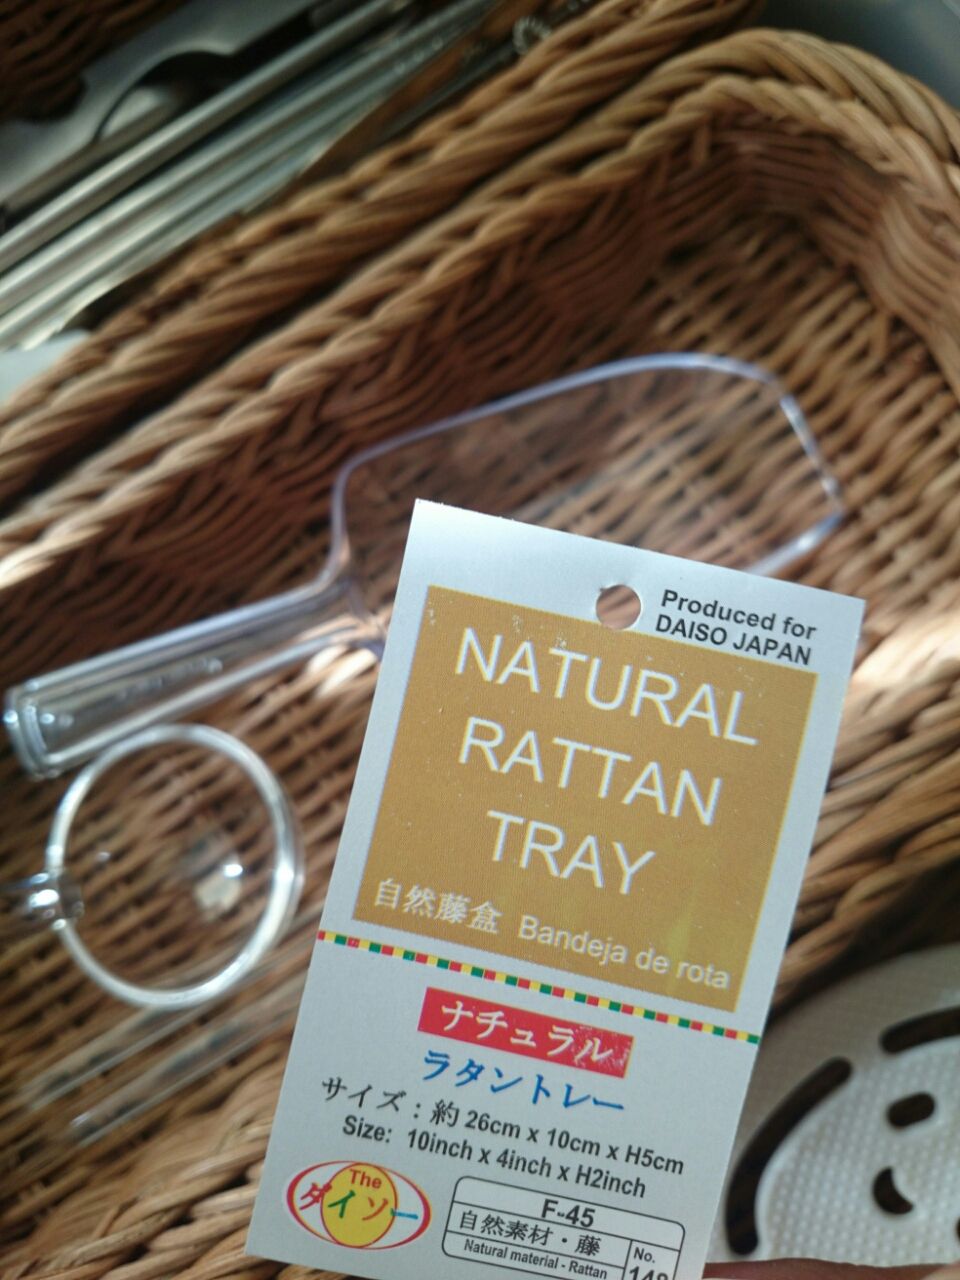 Produced for
DAISO JAPAN
NATURAL
RATTAN
TRAY
自然藤盒 Bandeja de rota
ナチュラル
ラタントレー
サイズ：約 26cm x 10cm x H5cm
Size: 10inch x 4inch x H2inch
The
ダイソー
F-45
自然素材・藤
Natural material - Rattan
No.
148